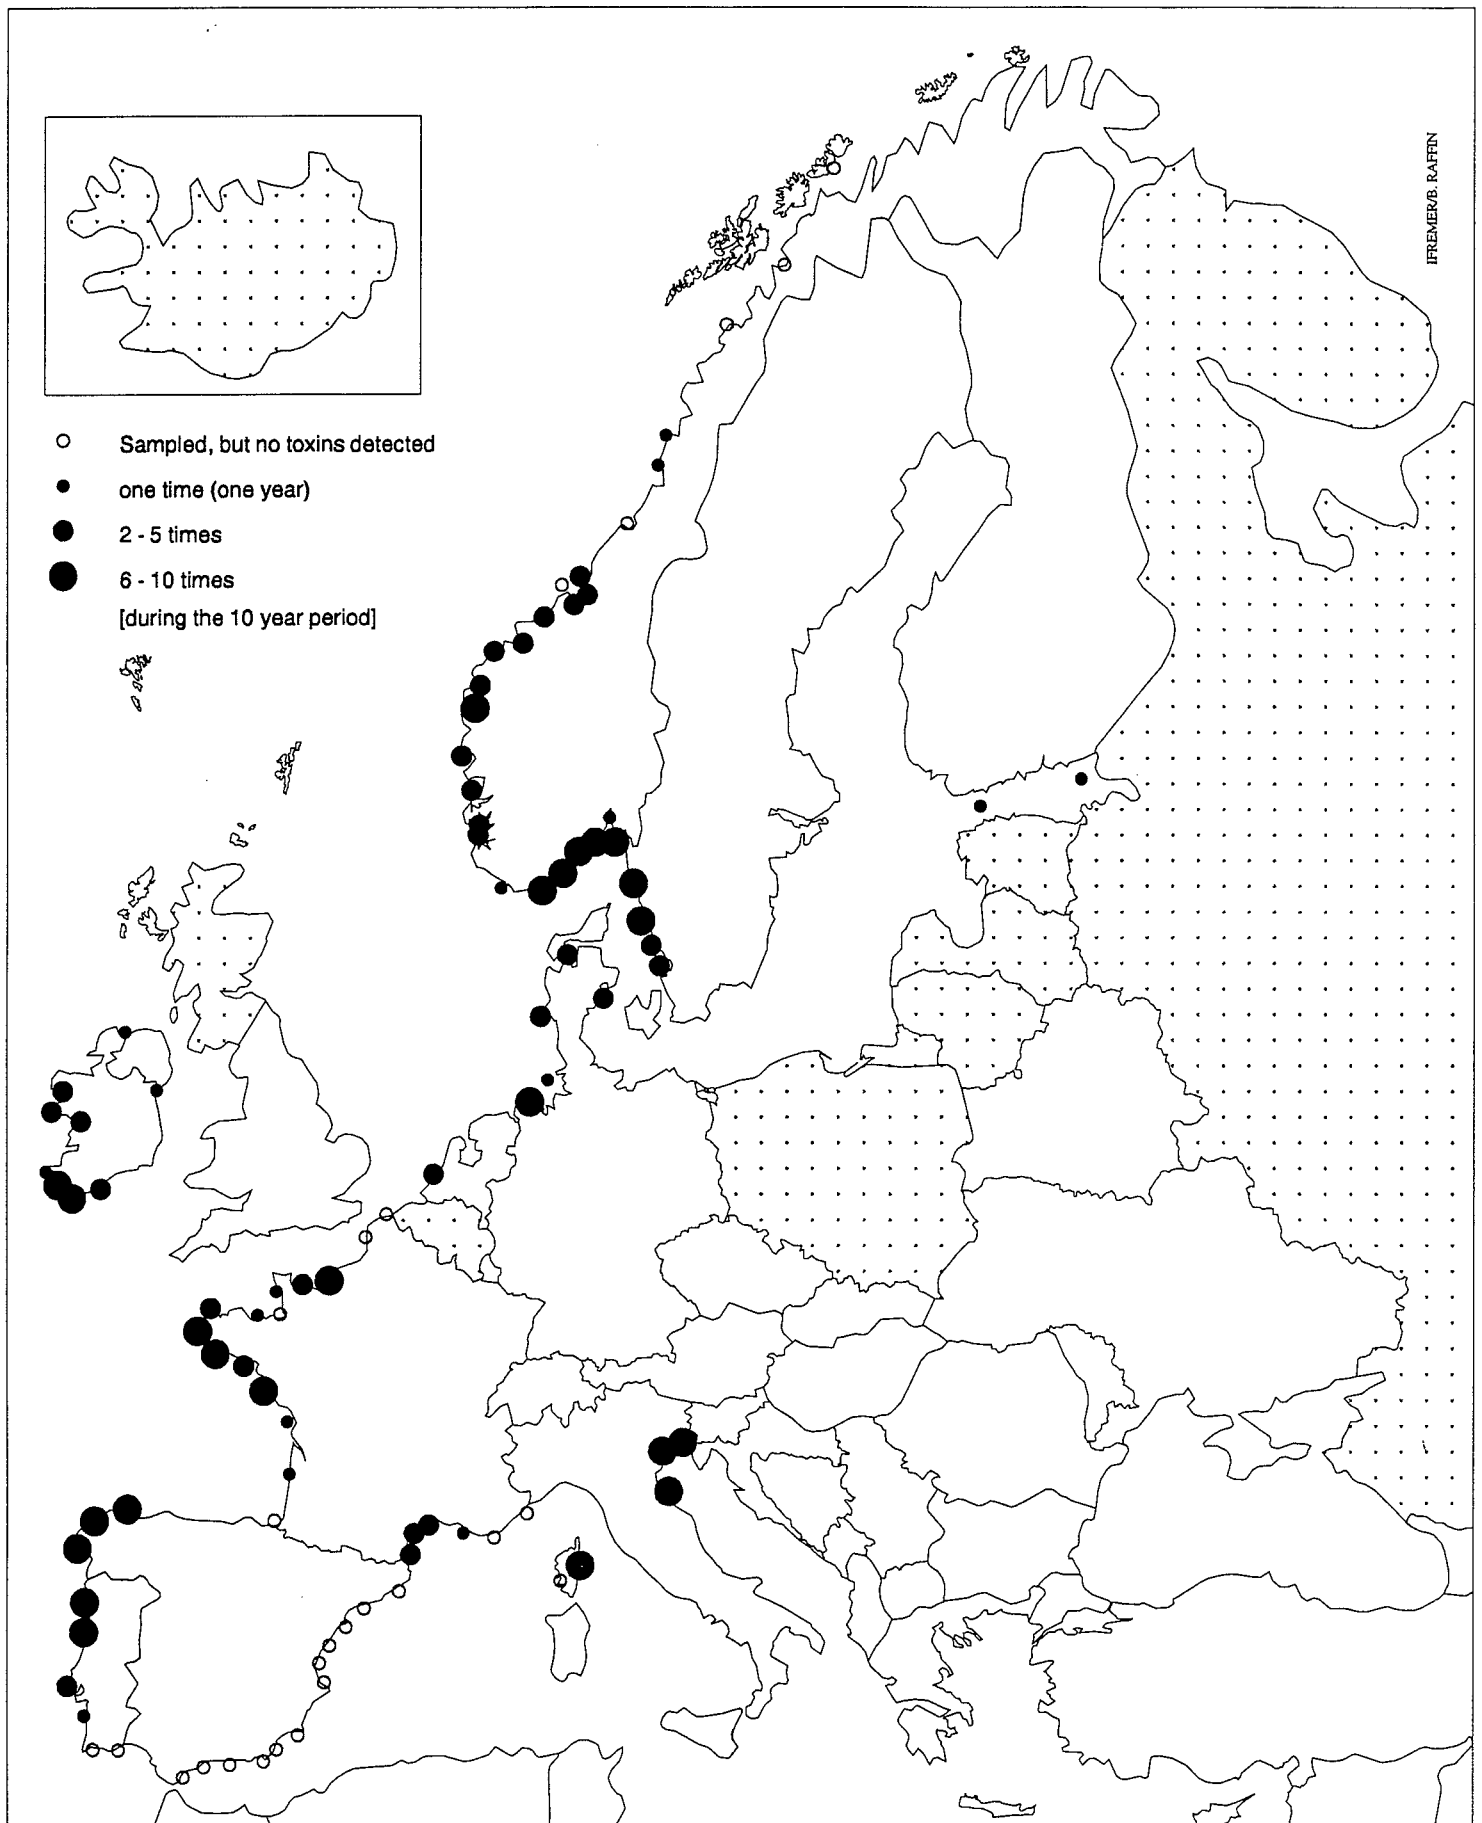 IFREMER/B. RAFFIN
Sampled, but no toxins detected
one time (one year)
2 - 5 times
6 - 10 times
[during the 10 year period]